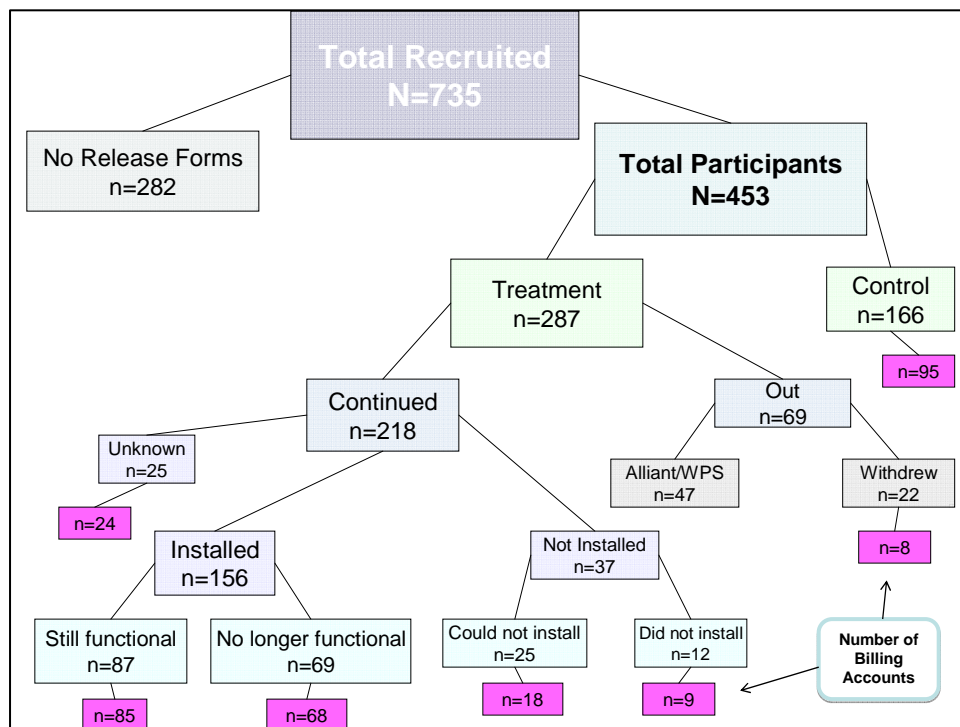 Total Recruited
N=735
No Release Forms
n=282
Total Participants
N=453
Treatment
n=287
Control
n=166
n=95
Continued
n=218
Out
n=69
Unknown
n=25
n=24
Alliant/WPS
n=47
Withdrew
n=22
n=8
Installed
n=156
Not Installed
n=37
Still functional
n=87
n=85
No longer functional
n=69
n=68
Could not install
n=25
n=18
Did not install
n=12
n=9
Number of
Billing
Accounts